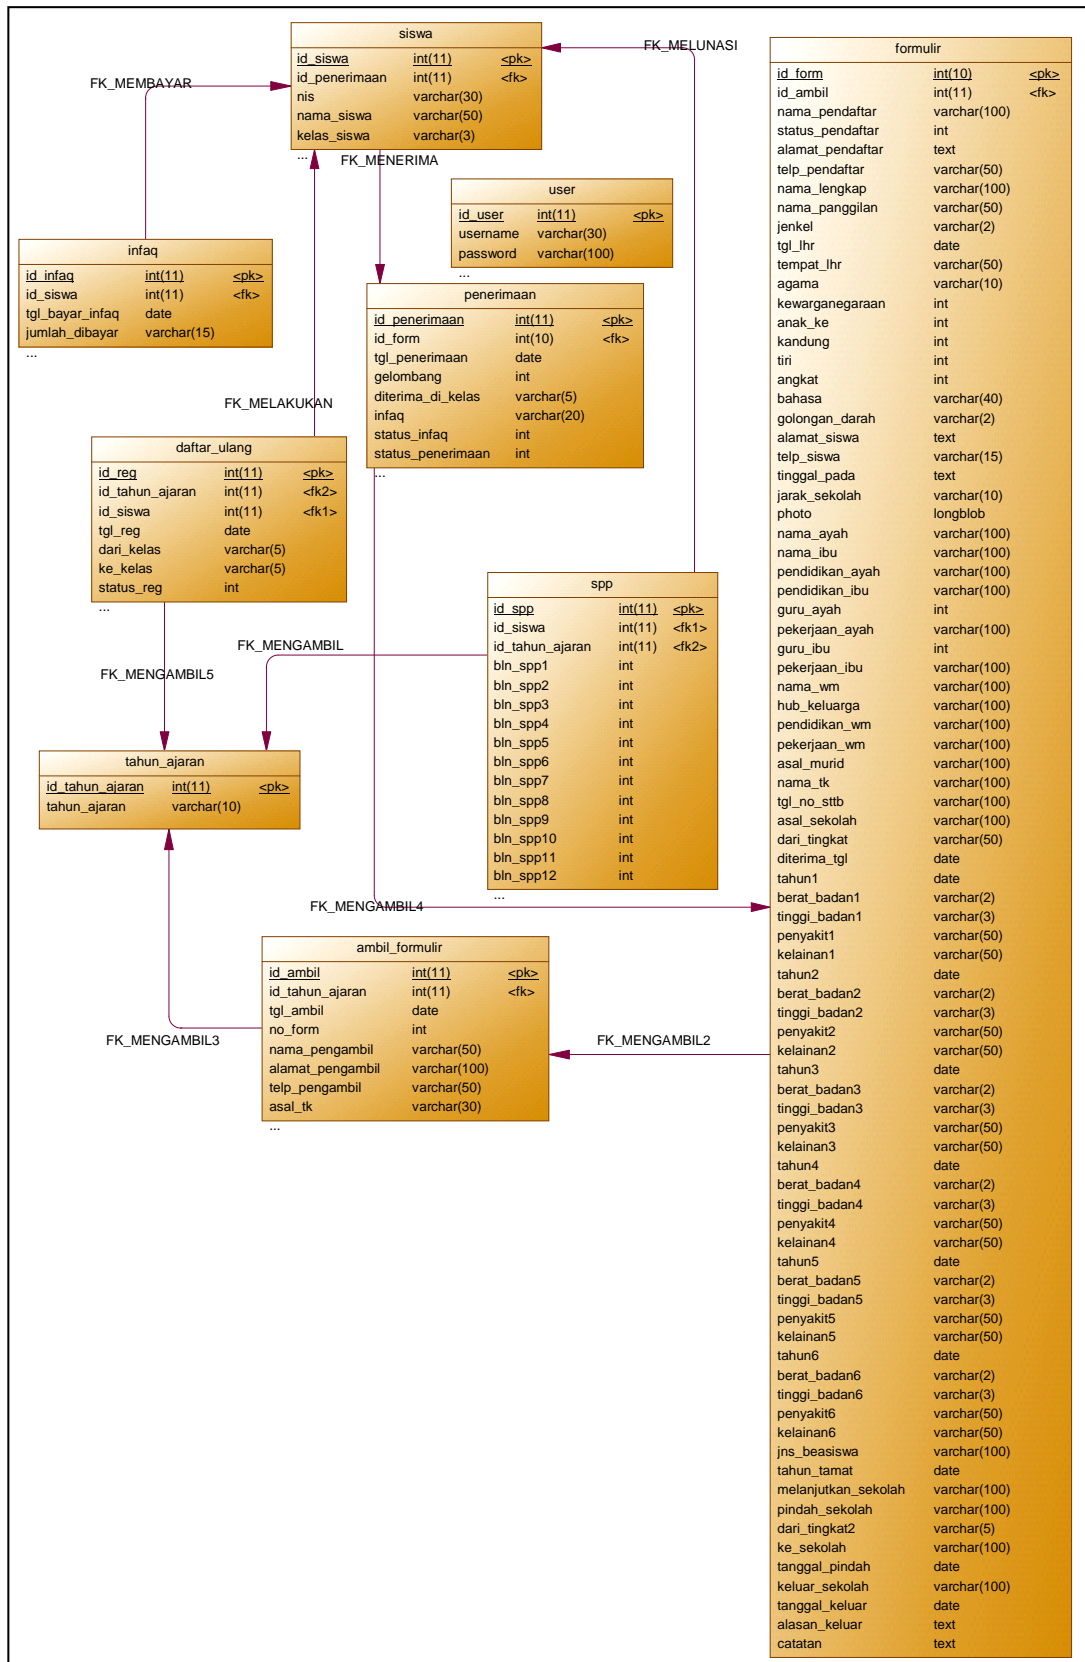 siswa
id_siswa int(11) <pk>
id_penerimaan int(11) <fk>
nis varchar(30)
nama_siswa varchar(50)
kelas_siswa varchar(3)
...
FK_MELUNASI
FK_MEMBAYAR
FK_MENERIMA
user
id_user int(11) <pk>
username varchar(30)
password varchar(100)
...
infaq
id_infaq int(11) <pk>
id_siswa int(11) <fk>
tgl_bayar_infaq date
jumlah_dibayar varchar(15)
...
penerimaan
id_penerimaan int(11) <pk>
id_form int(10) <fk>
tgl_penerimaan date
gelombang int
diterima_di_kelas varchar(5)
infaq varchar(20)
status_infaq int
status_penerimaan int
...
FK_MELAKUKAN
daftar_ulang
id_reg int(11) <pk>
id_tahun_ajaran int(11) <fk2>
id_siswa int(11) <fk1>
tgl_reg date
dari_kelas varchar(5)
ke_kelas varchar(5)
status_reg int
...
spp
id_spp int(11) <pk>
id_siswa int(11) <fk1>
id_tahun_ajaran int(11) <fk2>
bln_spp1 int
bln_spp2 int
bln_spp3 int
bln_spp4 int
bln_spp5 int
bln_spp6 int
bln_spp7 int
bln_spp8 int
bln_spp9 int
bln_spp10 int
bln_spp11 int
bln_spp12 int
...
FK_MENGAMBIL
FK_MENGAMBIL5
tahun_ajaran
id_tahun_ajaran int(11) <pk>
tahun_ajaran varchar(10)
FK_MENGAMBIL4
ambil_formulir
id_ambil int(11) <pk>
id_tahun_ajaran int(11) <fk>
tgl_ambil date
no_form int
nama_pengambil varchar(50)
alamat_pengambil varchar(100)
telp_pengambil varchar(50)
asal_tk varchar(30)
...
FK_MENGAMBIL3
FK_MENGAMBIL2
formulir
id_form int(10) <pk>
id_ambil int(11) <fk>
nama_pendaftar varchar(100)
status_pendaftar int
alamat_pendaftar text
telp_pendaftar varchar(50)
nama_lengkap varchar(100)
nama_panggilan varchar(50)
jenkel varchar(2)
tgl_lhr date
tempat_lhr varchar(50)
agama varchar(10)
kewarganegaraan int
anak_ke int
kandung int
tiri int
angkat int
bahasa varchar(40)
golongan_darah varchar(2)
alamat_siswa text
telp_siswa varchar(15)
tinggal_pada text
jarak_sekolah varchar(10)
photo longblob
nama_ayah varchar(100)
nama_ibu varchar(100)
pendidikan_ayah varchar(100)
pendidikan_ibu varchar(100)
guru_ayah int
pekerjaan_ayah varchar(100)
guru_ibu int
pekerjaan_ibu varchar(100)
nama_wm varchar(100)
hub_keluarga varchar(100)
pendidikan_wm varchar(100)
pekerjaan_wm varchar(100)
asal_murid varchar(100)
nama_tk varchar(100)
tgl_no_sttb varchar(100)
asal_sekolah varchar(100)
dari_tingkat varchar(50)
diterima_tgl date
tahun1 date
berat_badan1 varchar(2)
tinggi_badan1 varchar(3)
penyakit1 varchar(50)
kelainan1 varchar(50)
tahun2 date
berat_badan2 varchar(2)
tinggi_badan2 varchar(3)
penyakit2 varchar(50)
kelainan2 varchar(50)
tahun3 date
berat_badan3 varchar(2)
tinggi_badan3 varchar(3)
penyakit3 varchar(50)
kelainan3 varchar(50)
tahun4 date
berat_badan4 varchar(2)
tinggi_badan4 varchar(3)
penyakit4 varchar(50)
kelainan4 varchar(50)
tahun5 date
berat_badan5 varchar(2)
tinggi_badan5 varchar(3)
penyakit5 varchar(50)
kelainan5 varchar(50)
tahun6 date
berat_badan6 varchar(2)
tinggi_badan6 varchar(3)
penyakit6 varchar(50)
kelainan6 varchar(50)
jns_beasiswa varchar(100)
tahun_tamat date
melanjutkan_sekolah varchar(100)
pindah_sekolah varchar(100)
dari_tingkat2 varchar(5)
ke_sekolah varchar(100)
tanggal_pindah date
keluar_sekolah varchar(100)
tanggal_keluar date
alasan_keluar text
catatan text